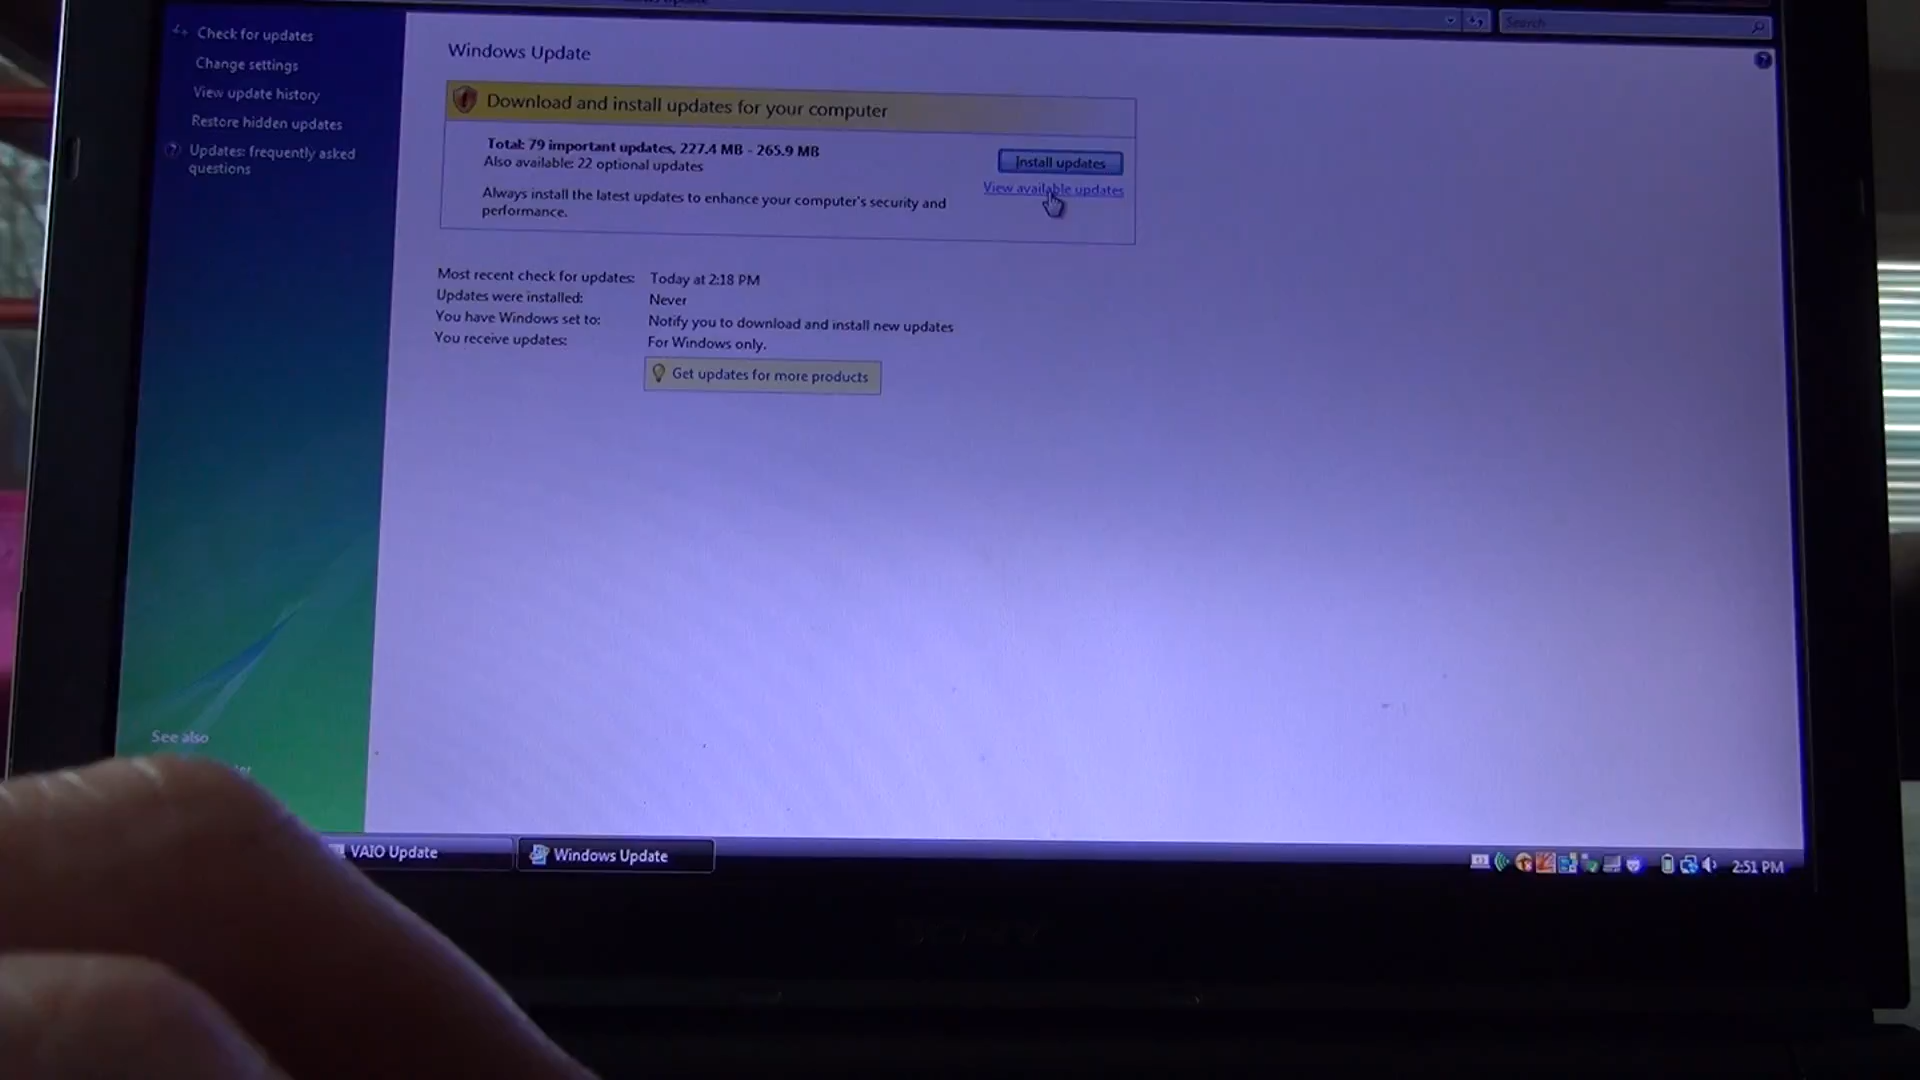 Check for updates
Change settings
View update history
Restore hidden updates
Updates: frequently asked
questions
See also
Search
Windows Update
Download and install updates for your computer
Total: 79 important updates, 227.4 MB - 265.9 MB
Also available: 22 optional updates
Install updates
View available updates
Always install the latest updates to enhance your computer's security and
performance.
Most recent check for updates: Today at 2:18 PM
Updates were installed: Never
You have Windows set to: Notify you to download and install new updates
You receive updates: For Windows only.
Get updates for more products
VAIO Update
Windows Update
2:51 PM
SONY